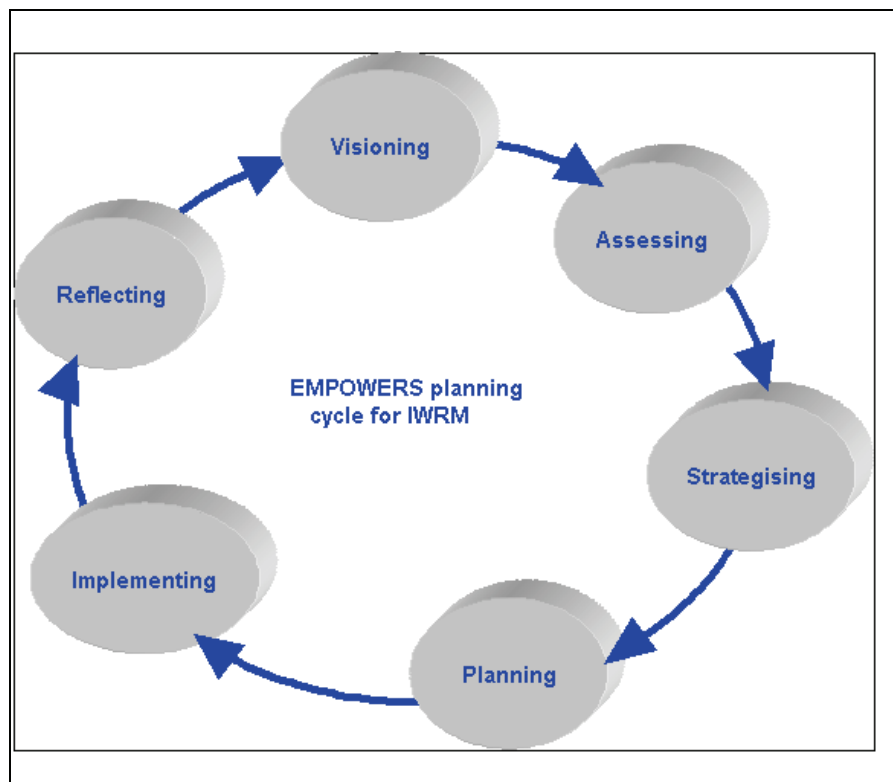 Visioning
Assessing
Reflecting
EMPOWERS planning
cycle for IWRM
Strategising
Implementing
Planning